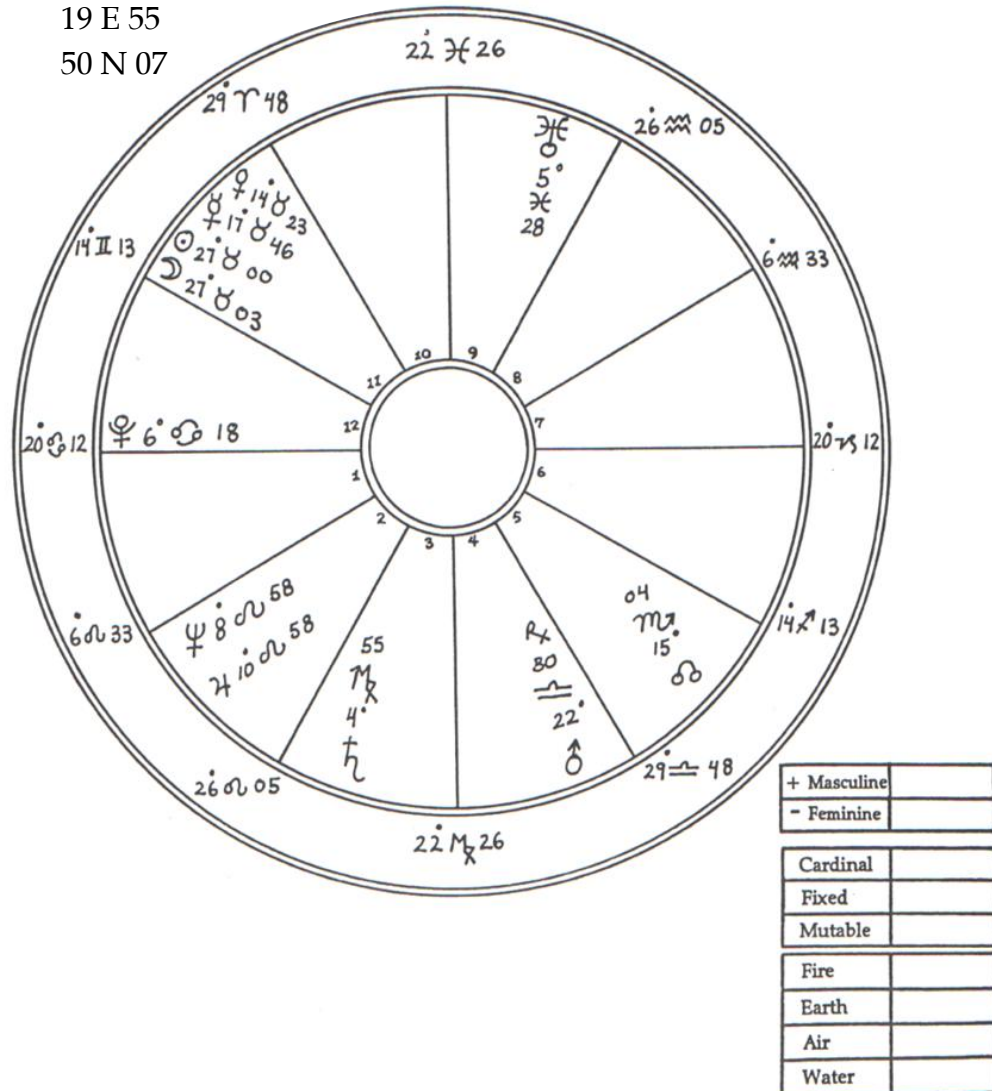 19 E 55
50 N 07
22° ♓ 26
29° ♈ 48
26° ♒ 05
14° ♊ 13
6° ♒ 33
20° ♋ 12
20° ♑ 12
6° ♌ 33
14° ♐ 13
26° ♌ 05
29° ♎ 48
22° ♍ 26
♀ 14° ♉ 23
☿ 17° ♉ 46
☉ 27° ♉ 00
☽ 27° ♉ 03
♅
5°
♓
28
♇ 6° ♋ 18
♆ 8° ♌ 58
♃ 10° ♌ 58
55
♍
4°
♄
℞
30
♎
22°
♂
04
♏
15°
☊
10
9
11
8
12
7
1
6
2
5
3
4
+ Masculine
- Feminine
Cardinal
Fixed
Mutable
Fire
Earth
Air
Water